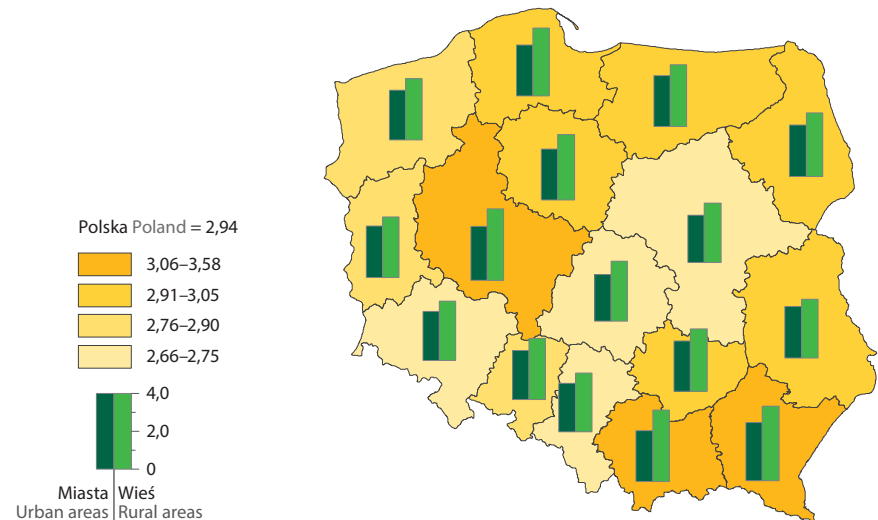 Polska Poland = 2,94
3,06–3,58
2,91–3,05
2,76–2,90
2,66–2,75
4,0
2,0
0
Miasta Wieś
Urban areas Rural areas